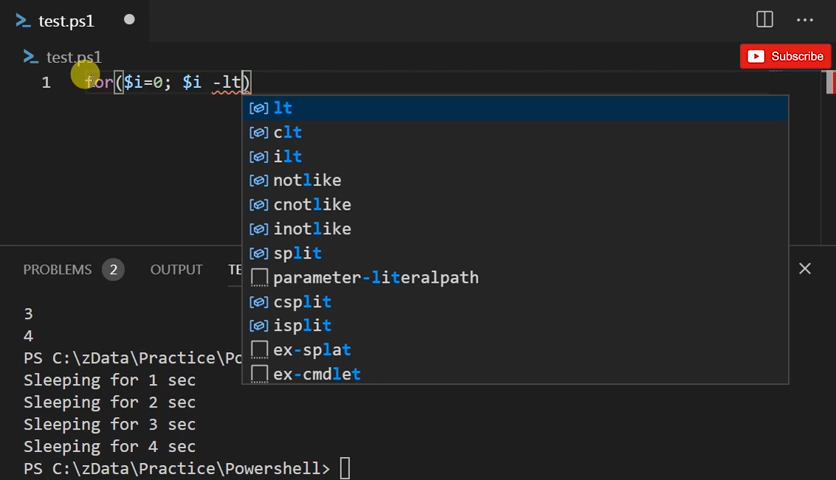 test.ps1
Subscribe
test.ps1
1 for($i=0; $i -lt)
lt
clt
ilt
notlike
cnotlike
inotlike
split
parameter-literalpath
csplit
isplit
ex-splat
ex-cmdlet
PROBLEMS 2 OUTPUT TE
3
4
PS C:\zData\Practice\Po
Sleeping for 1 sec
Sleeping for 2 sec
Sleeping for 3 sec
Sleeping for 4 sec
PS C:\zData\Practice\Powershell>